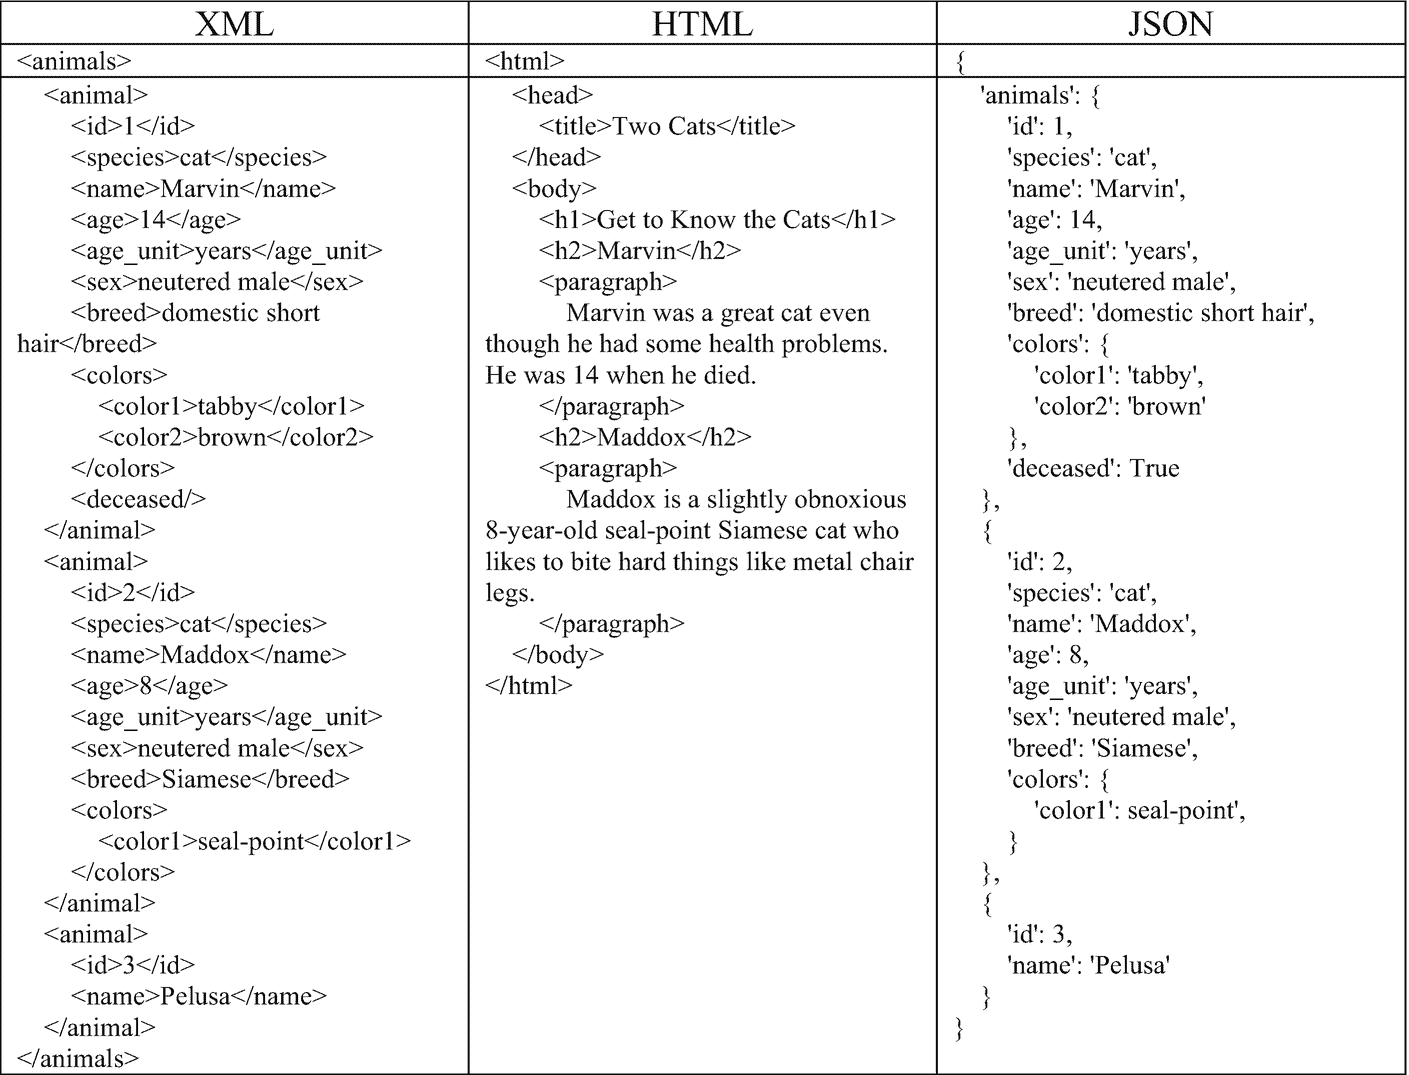 XML
<animals>
<animal>
<id>1</id>
<species>cat</species>
<name>Marvin</name>
<age>14</age>
<age_unit>years</age_unit>
<sex>neutered male</sex>
<breed>domestic short
hair</breed>
<colors>
<color1>tabby</color1>
<color2>brown</color2>
</colors>
<deceased/>
</animal>
<animal>
<id>2</id>
<species>cat</species>
<name>Maddox</name>
<age>8</age>
<age_unit>years</age_unit>
<sex>neutered male</sex>
<breed>Siamese</breed>
<colors>
<color1>seal-point</color1>
</colors>
</animal>
<animal>
<id>3</id>
<name>Pelusa</name>
</animal>
</animals>
HTML
<html>
<head>
<title>Two Cats</title>
</head>
<body>
<h1>Get to Know the Cats</h1>
<h2>Marvin</h2>
<paragraph>
Marvin was a great cat even
though he had some health problems.
He was 14 when he died.
</paragraph>
<h2>Maddox</h2>
<paragraph>
Maddox is a slightly obnoxious
8-year-old seal-point Siamese cat who
likes to bite hard things like metal chair
legs.
</paragraph>
</body>
</html>
JSON
{
'animals': {
'id': 1,
'species': 'cat',
'name': 'Marvin',
'age': 14,
'age_unit': 'years',
'sex': 'neutered male',
'breed': 'domestic short hair',
'colors': {
'color1': 'tabby',
'color2': 'brown'
},
'deceased': True
},
{
'id': 2,
'species': 'cat',
'name': 'Maddox',
'age': 8,
'age_unit': 'years',
'sex': 'neutered male',
'breed': 'Siamese',
'colors': {
'color1': seal-point',
}
},
{
'id': 3,
'name': 'Pelusa'
}
}